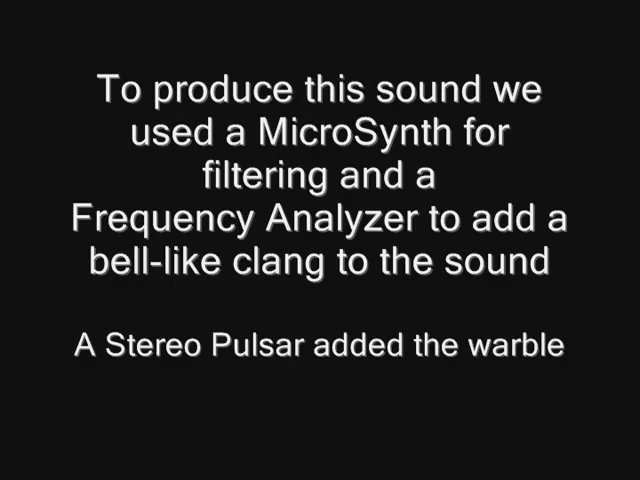 To produce this sound we
used a MicroSynth for
filtering and a
Frequency Analyzer to add a
bell-like clang to the sound
A Stereo Pulsar added the warble